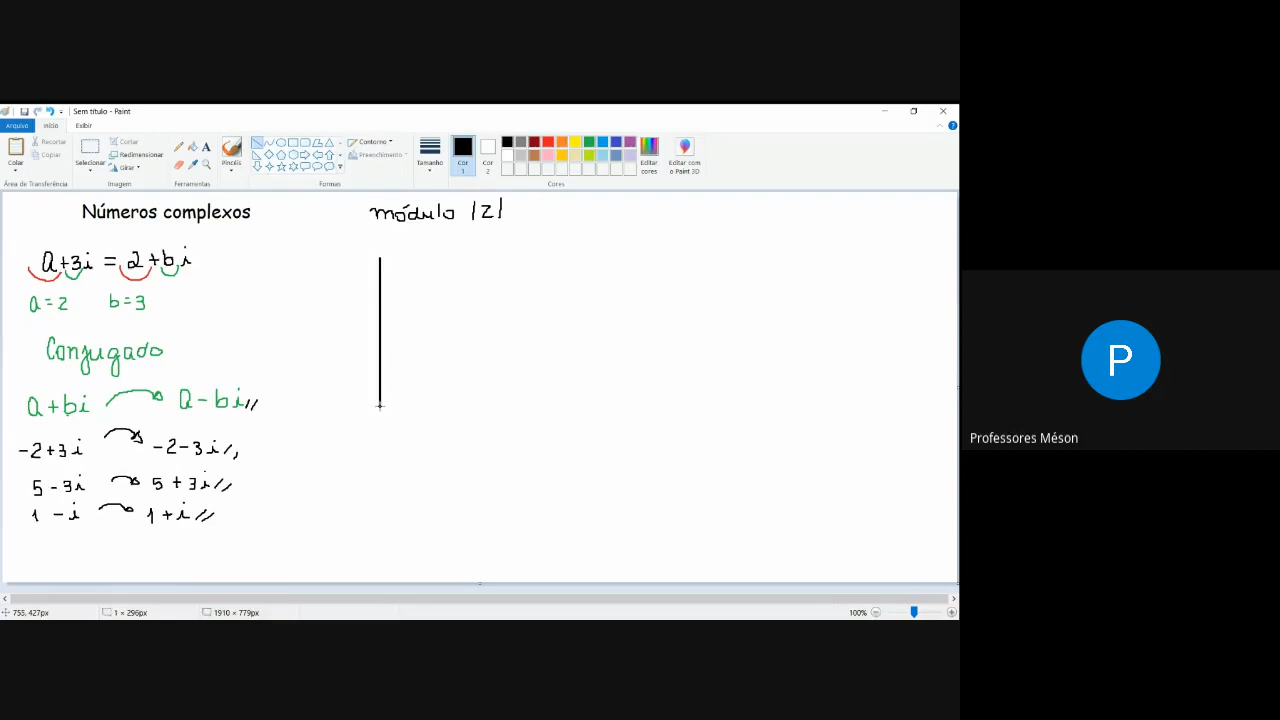 Sem título - Paint
Arquivo Início Exibir
Colar
Recortar
Copiar
Área de Transferência
Selecionar
Cortar
Redimensionar
Girar
Imagem
A
Ferramentas
Pincéis
Contorno
Preenchimento
Formas
Tamanho
Cor
1
Cor
2
Editar
cores
Editar com
o Paint 3D
Cores
Números complexos
a+3i = 2+bi
a=2 b=3
Conjugado
a+bi a-bi//
-2+3i -2-3i//
5-3i 5+3i//
1-i 1+i//
módulo |Z|
755, 427px
1 × 296px
1910 × 779px
100%
P
Professores Méson